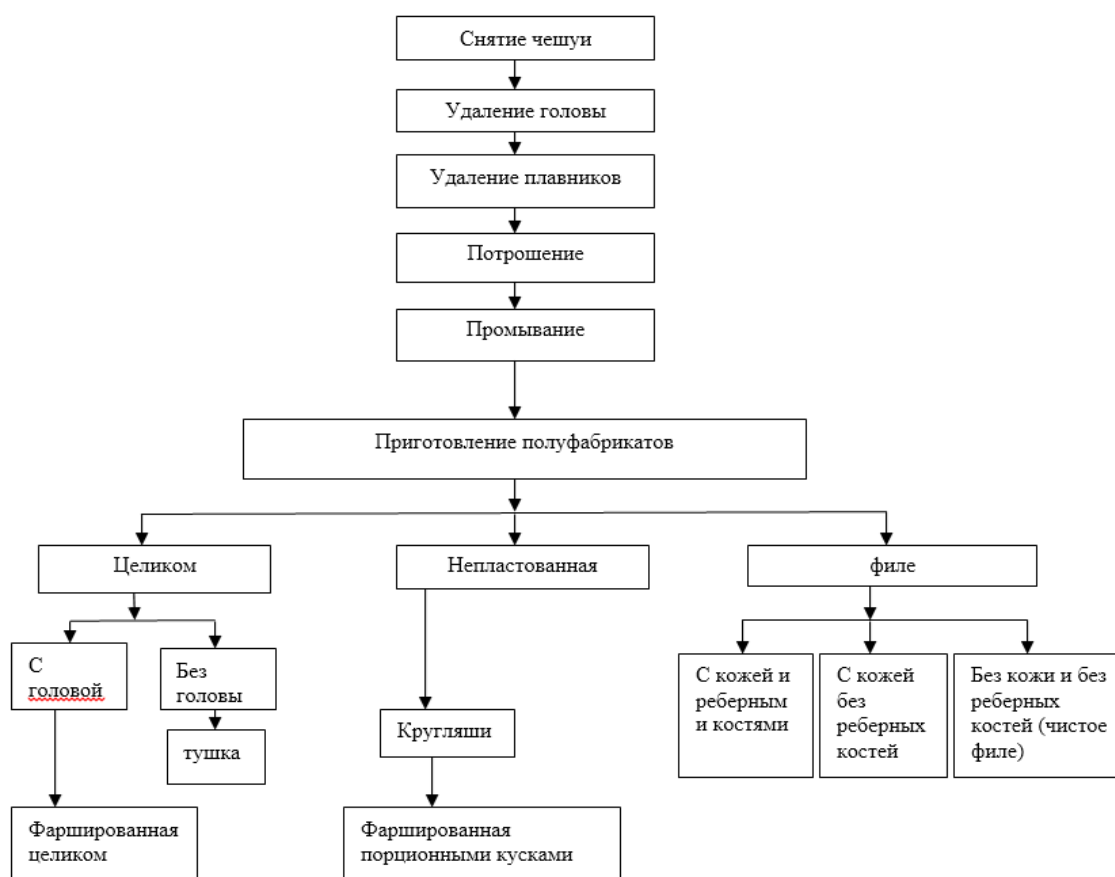 Снятие чешуи
Удаление головы
Удаление плавников
Потрошение
Промывание
Приготовление полуфабрикатов
Целиком
Непластованная
филе
С
головой
Без
головы
тушка
Кругляши
С кожей и
реберным
и костями
С кожей
без
реберных
костей
Без кожи и без
реберных
костей (чистое
филе)
Фаршированная
целиком
Фаршированная
порционными кусками